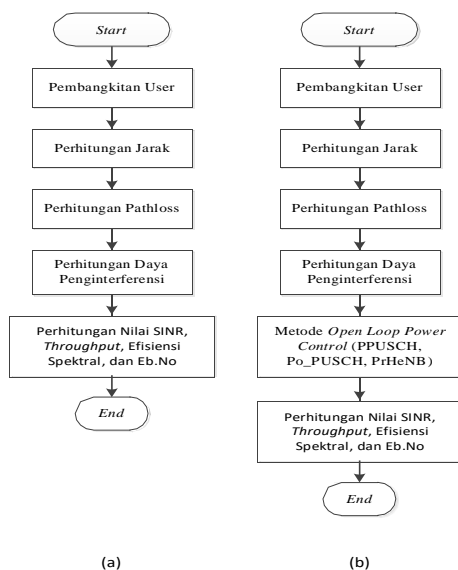 Start
Pembangkitan User
Perhitungan Jarak
Perhitungan Pathloss
Perhitungan Daya
Penginterferensi
Perhitungan Nilai SINR,
Throughput, Efisiensi
Spektral, dan Eb.No
End
(a)
Start
Pembangkitan User
Perhitungan Jarak
Perhitungan Pathloss
Perhitungan Daya
Penginterferensi
Metode Open Loop Power
Control (PPUSCH,
Po_PUSCH, PrHeNB)
Perhitungan Nilai SINR,
Throughput, Efisiensi
Spektral, dan Eb.No
End
(b)